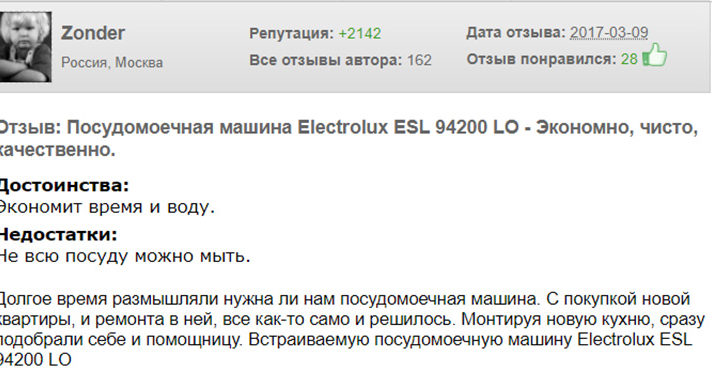 Zonder
Репутация: +2142
Дата отзыва: 2017-03-09
Россия, Москва
Все отзывы автора: 162
Отзыв понравился: 28
Отзыв: Посудомоечная машина Electrolux ESL 94200 LO - Экономно, чисто,
качественно.
Достоинства:
Экономит время и воду.
Недостатки:
Не всю посуду можно мыть.
Долгое время размышляли нужна ли нам посудомоечная машина. С покупкой новой
квартиры, и ремонта в ней, все как-то само и решилось. Монтируя новую кухню, сразу
подобрали себе и помощницу. Встраиваемую посудомоечную машину Electrolux ESL
94200 LO